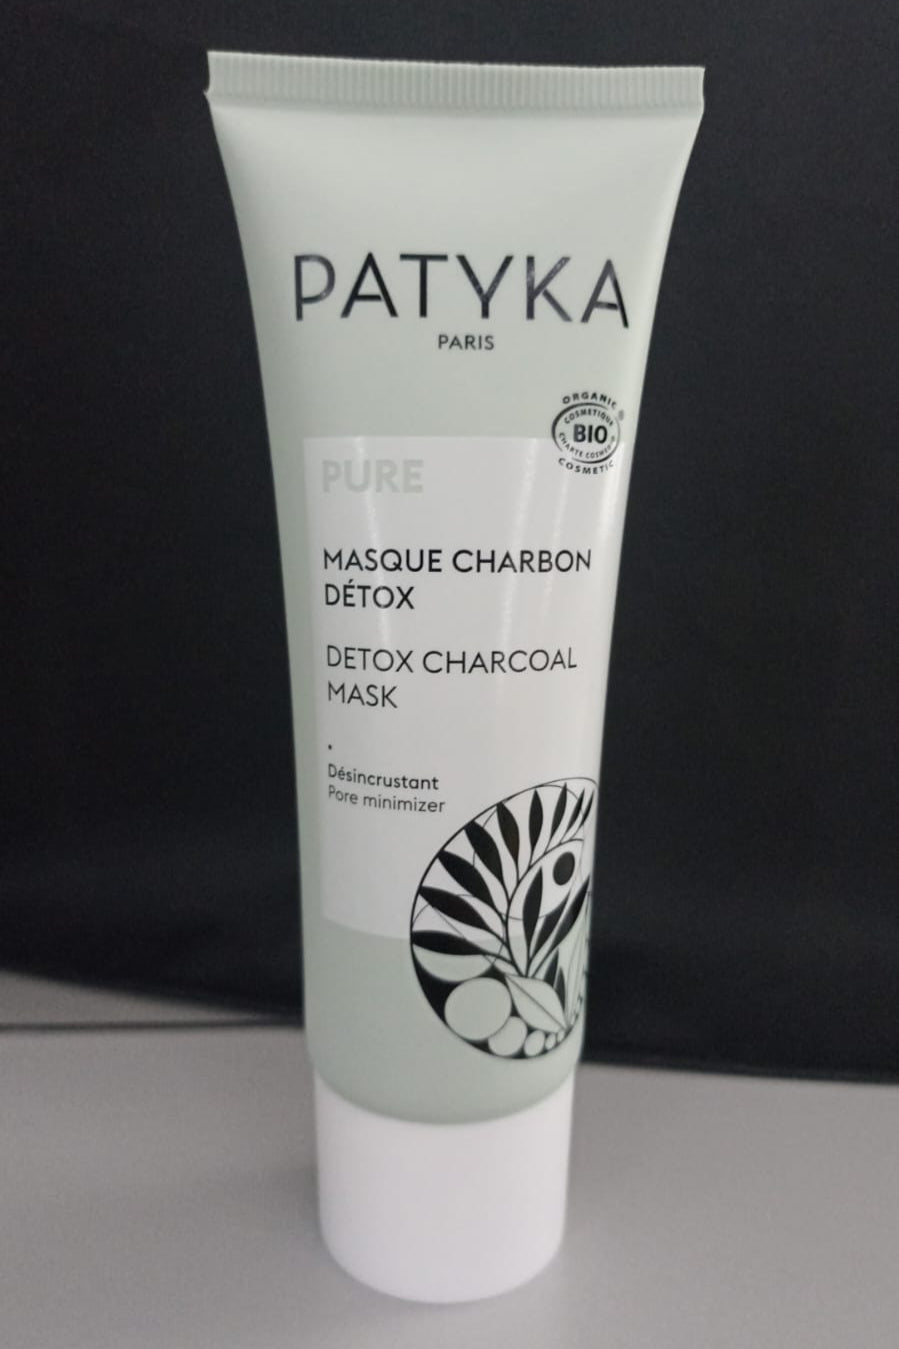 PATYKA
PARIS
ORGANIC
COSMETIQUE
BIO
COSMETIC
PURE
MASQUE CHARBON
DÉTOX
DETOX CHARCOAL
MASK
Désincrustant
Pore minimizer